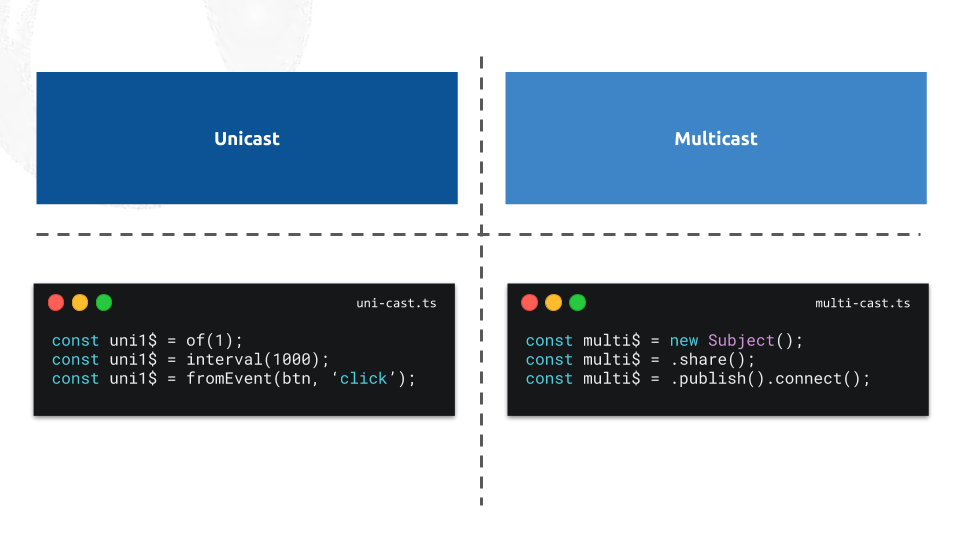 Unicast
Multicast
uni-cast.ts
const uni1$ = of(1);
const uni1$ = interval(1000);
const uni1$ = fromEvent(btn, ‘click’);
multi-cast.ts
const multi$ = new Subject();
const multi$ = .share();
const multi$ = .publish().connect();